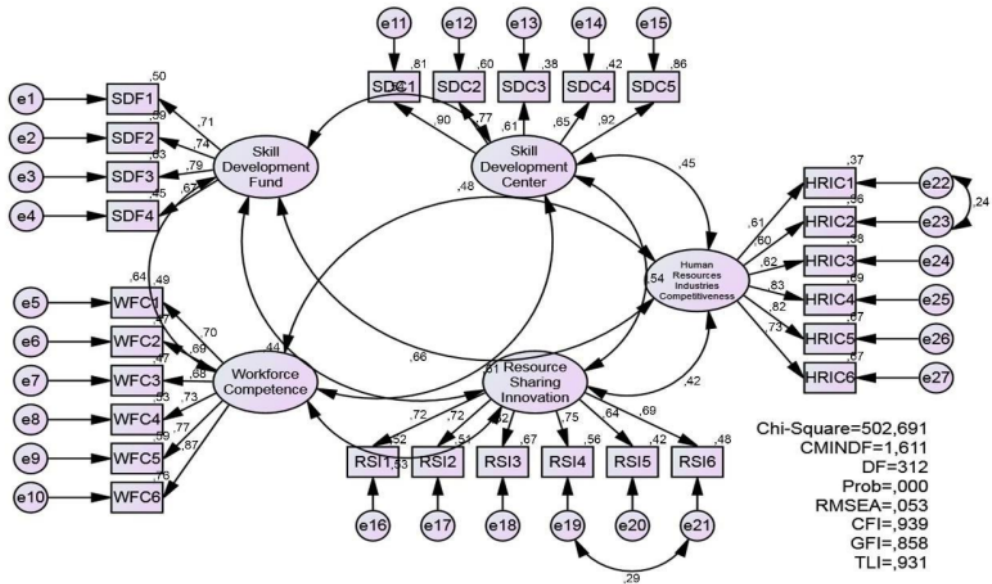 e11
e12
e13
e14
e15
,81
,60
,38
,42
,86
SDC1
SDC2
SDC3
SDC4
SDC5
,90
,77
,61
,65
,92
e1
e2
e3
e4
,50
SDF1
SDF2
,63
SDF3
,45
SDF4
,71
,74
,79
,67
Skill
Development
Fund
Skill
Development
Center
,45
,48
,37
HRIC1
HRIC2
,38
HRIC3
HRIC4
,67
HRIC5
,67
HRIC6
e22
e23
e24
e25
e26
e27
,24
,61
,60
,62
,83
,82
,73
Human
Resources
Industries
Competitiveness
,54
,64
,49
e5
e6
e7
e8
e9
e10
WFC1
WFC2
,47
WFC3
WFC4
WFC5
,76
WFC6
,70
,69
,68
,73
,77
,87
Workforce
Competence
,44
,66
Resource
Sharing
Innovation
,42
,72
,72
,75
,64
,69
,52
,51
,67
,56
,42
,48
RSI1
RSI2
RSI3
RSI4
RSI5
RSI6
,53
e16
e17
e18
e19
e20
e21
,29
Chi-Square=502,691
CMINDF=1,611
DF=312
Prob=,000
RMSEA=,053
CFI=,939
GFI=,858
TLI=,931